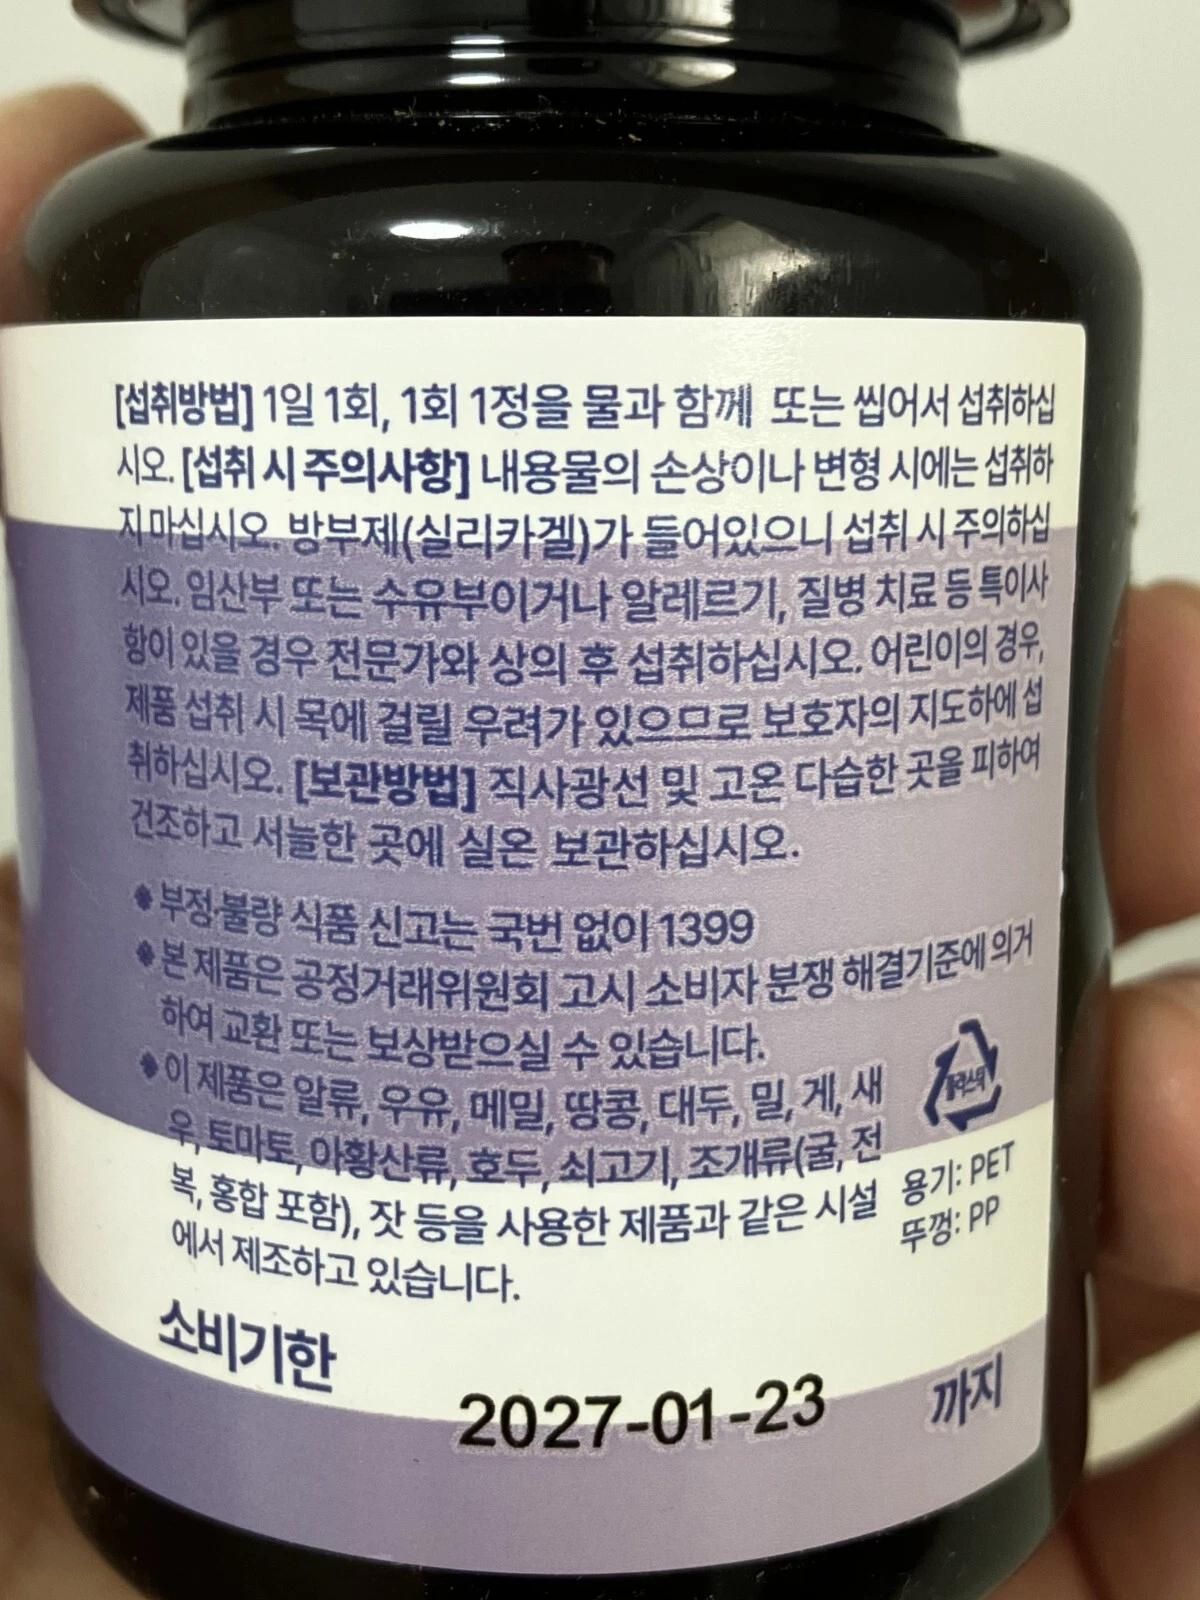 [섭취방법] 1일 1회, 1회 1정을 물과 함께 또는 씹어서 섭취하십
시오. [섭취 시 주의사항] 내용물의 손상이나 변형 시에는 섭취하
지 마십시오. 방부제(실리카겔)가 들어있으니 섭취 시 주의하십
시오. 임산부 또는 수유부이거나 알레르기, 질병 치료 등 특이사
항이 있을 경우 전문가와 상의 후 섭취하십시오. 어린이의 경우,
제품 섭취 시 목에 걸릴 우려가 있으므로 보호자의 지도하에 섭
취하십시오. [보관방법] 직사광선 및 고온 다습한 곳을 피하여
건조하고 서늘한 곳에 실온 보관하십시오.
※ 부정·불량 식품 신고는 국번 없이 1399
※ 본 제품은 공정거래위원회 고시 소비자 분쟁 해결기준에 의거
하여 교환 또는 보상받으실 수 있습니다.
※ 이 제품은 알류, 우유, 메밀, 땅콩, 대두, 밀, 게, 새
우, 토마토, 아황산류, 호두, 쇠고기, 조개류(굴, 전
복, 홍합 포함), 잣 등을 사용한 제품과 같은 시설
에서 제조하고 있습니다.
플라스틱
용기: PET
뚜껑: PP
소비기한
2027-01-23 까지